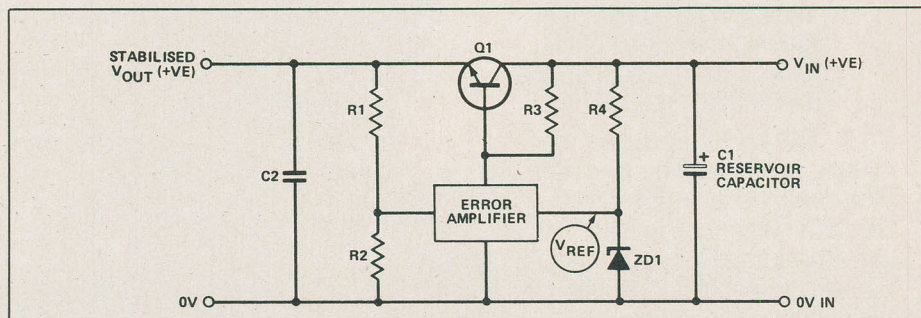 Q1
STABILISED
VOUT (+VE)
VIN (+VE)
R1
R3
R4
C2
+
C1
RESERVOIR
CAPACITOR
ERROR
AMPLIFIER
VREF
R2
ZD1
0V
0V IN